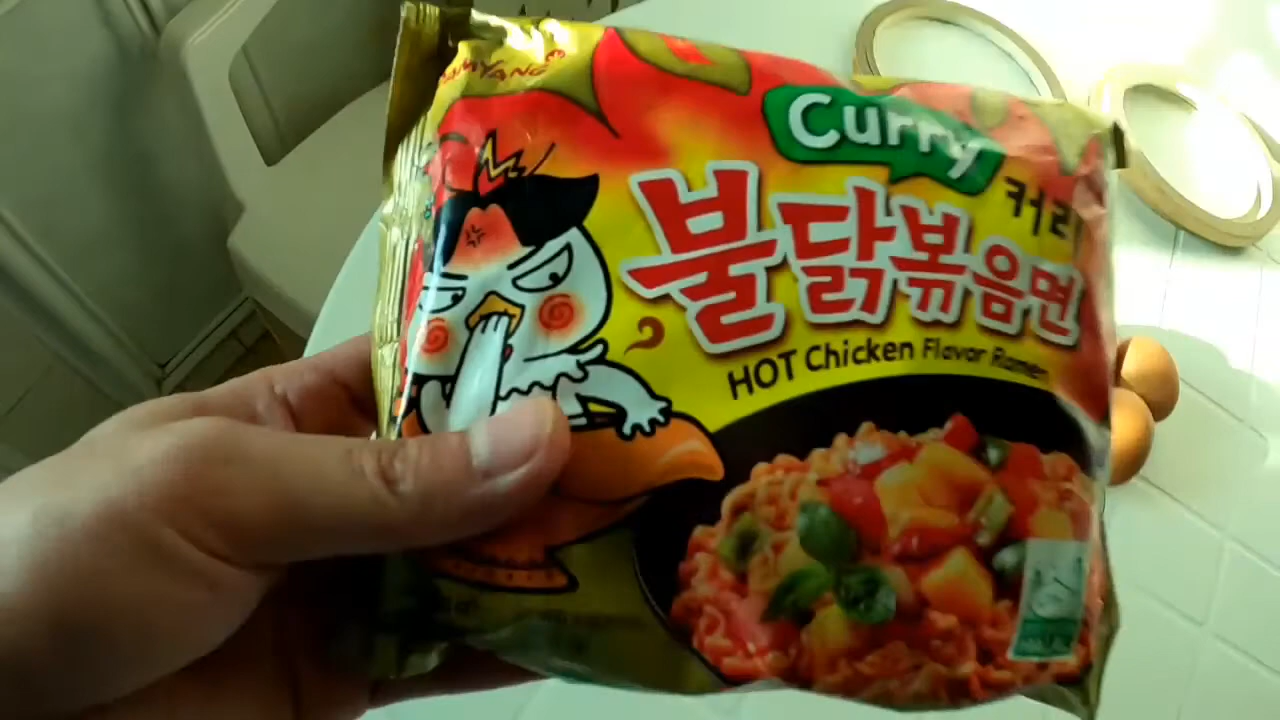 SAMYANG
Curry
커리
불닭볶음면
HOT Chicken Flavor Ramen